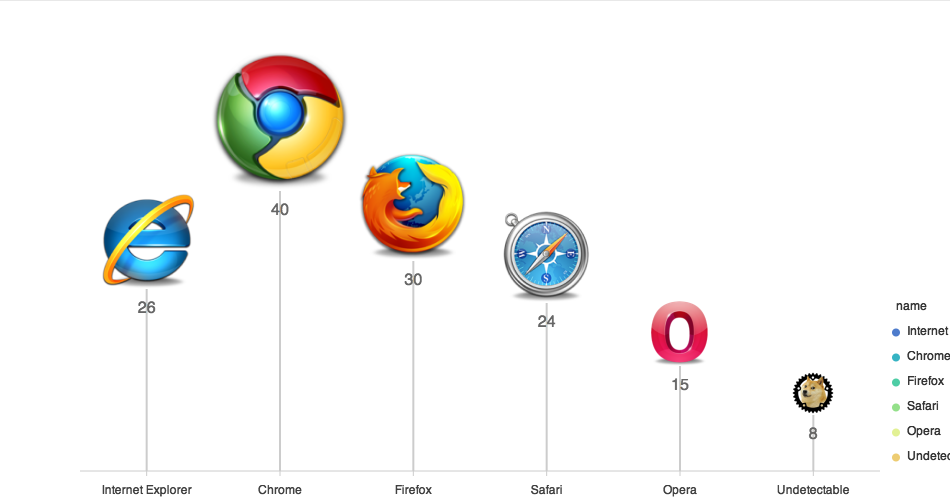 40
30
26
24
name
Internet
Chrome
Firefox
Safari
Opera
Undetec
15
8
Internet Explorer
Chrome
Firefox
Safari
Opera
Undetectable